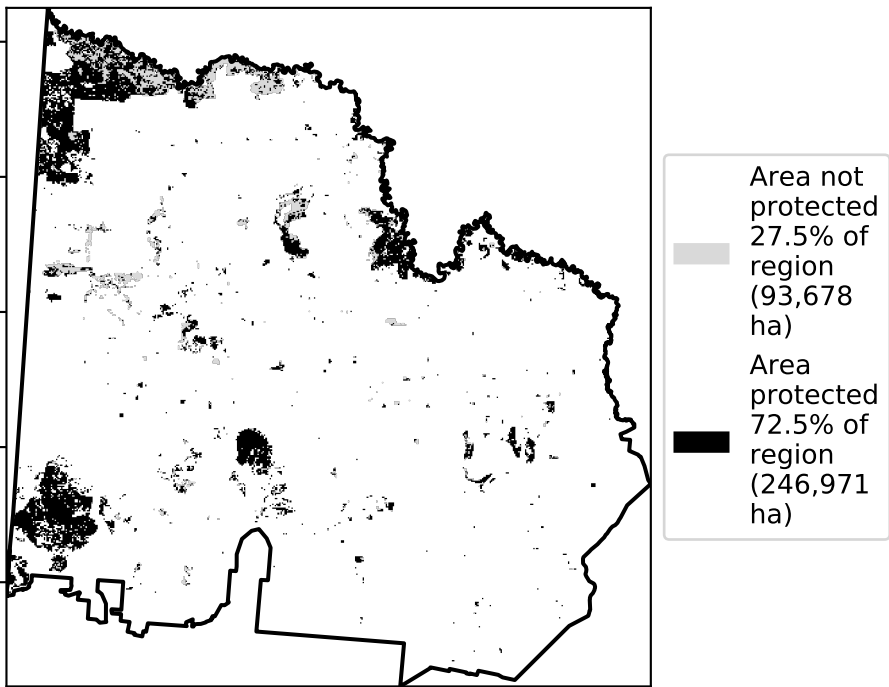 Area not
protected
27.5% of
region
(93,678
ha)
Area
protected
72.5% of
region
(246,971
ha)